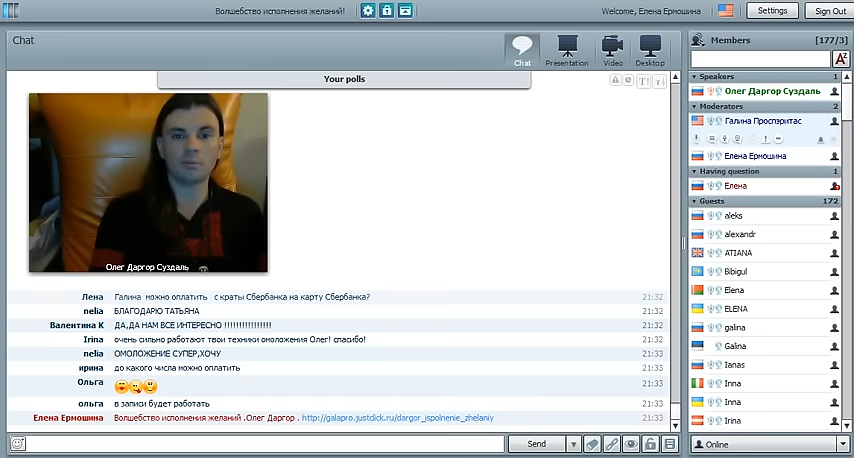 Волшебство исполнения желаний!
Welcome, Елена Ермошина
Settings
Sign Out
Chat
Chat
Presentation
Video
Desktop
Your polls
Олег Даргор Суздаль
Лена Галина можно оплатить с краты Сбербанка на карту Сбербанка? 21:32
nelia БЛАГОДАРЮ ТАТЬЯНА 21:32
Валентина К ДА,ДА НАМ ВСЕ ИНТЕРЕСНО !!!!!!!!!!!!!!!! 21:32
Irina очень сильно работают твои техники омоложения Олег! спасибо! 21:32
nelia ОМОЛОЖЕНИЕ СУПЕР,ХОЧУ 21:33
ирина до какого числа можно оплатить 21:33
Ольга 21:33
ольга в записи будет работать 21:33
Елена Ермошина Волшебство исполнения желаний .Олег Даргор . http://galapro.justclick.ru/dargor_ispolnenie_zhelaniy 21:33
Send
Members [177/3]
Speakers 1
Олег Даргор Суздаль
Moderators 2
Галина Проспэритас
Елена Ермошина
Having question 1
Елена
Guests 172
aleks
alexandr
ATIANA
Bibigul
Elena
ELENA
galina
Galina
Ianas
Inna
Inna
Irina
Online